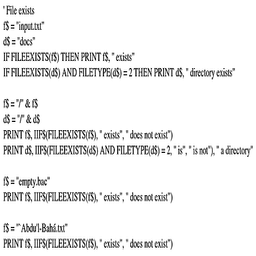 ' File exists
f$ = "input.txt"
d$ = "docs"
IF FILEEXISTS(f$) THEN PRINT f$, " exists"
IF FILEEXISTS(d$) AND FILETYPE(d$) = 2 THEN PRINT d$, " directory exists"
f$ = "/" & f$
d$ = "/" & d$
PRINT f$, IIF$(FILEEXISTS(f$), " exists", " does not exist")
PRINT d$, IIF$(FILEEXISTS(d$) AND FILETYPE(d$) = 2, " is", " is not"), " a directory"
f$ = "empty.bac"
PRINT f$, IIF$(FILEEXISTS(f$), " exists", " does not exist")
f$ = "`Abdu'l-Bahá.txt"
PRINT f$, IIF$(FILEEXISTS(f$), " exists", " does not exist")